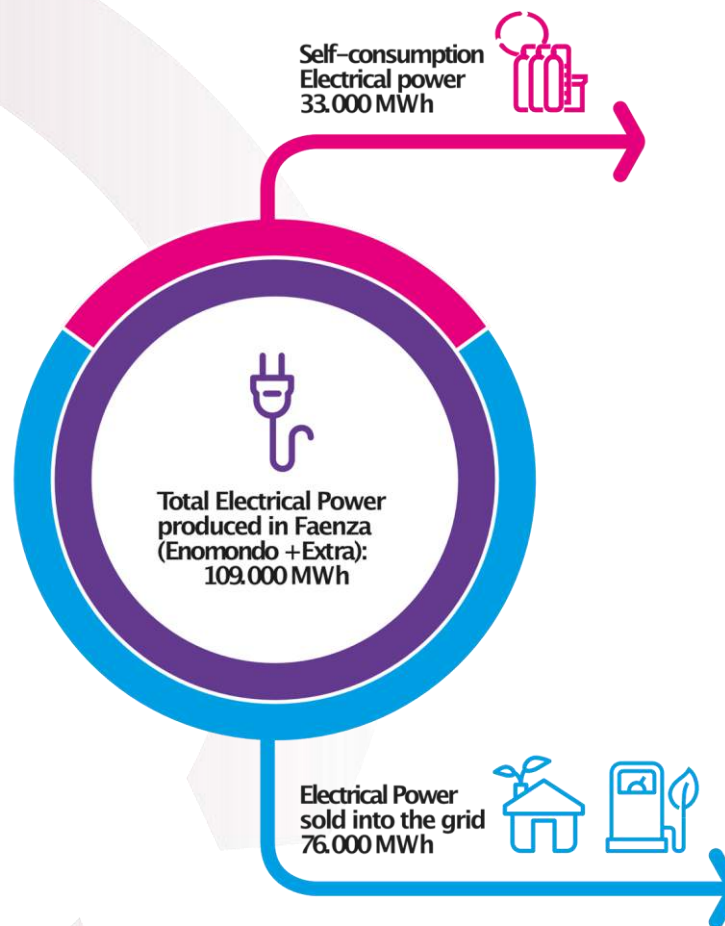 Self-consumption
Electrical power
33.000 MWh
Total Electrical Power
produced in Faenza
(Enomondo +Extra):
109.000 MWh
Electrical Power
sold into the grid
76.000 MWh